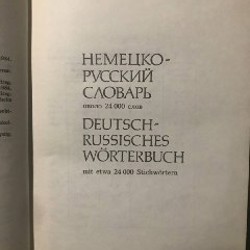 НЕМЕЦКО-
РУССКИЙ
СЛОВАРЬ
около 24 000 слов
DEUTSCH-
RUSSISCHES
WÖRTERBUCH
mit etwa 24 000 Stichwörtern